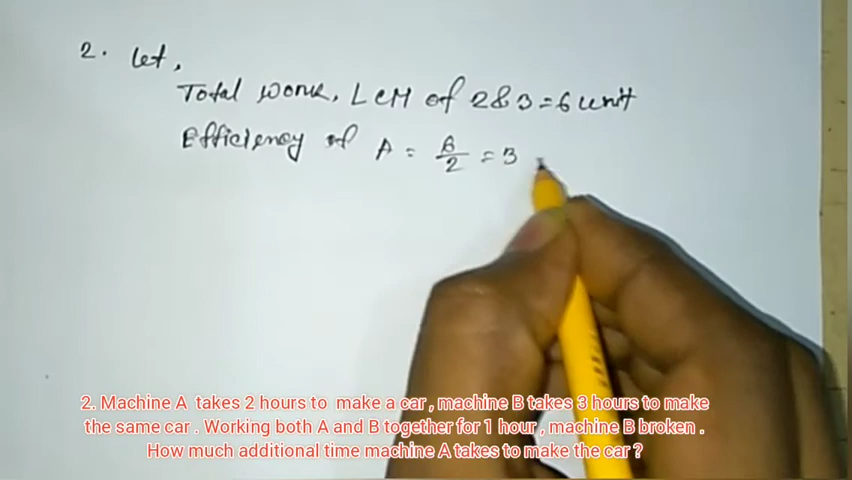 2. Let,
Total work, LCM of 2&3=6 unit
Efficiency of A = 6/2 = 3
2. Machine A takes 2 hours to make a car , machine B takes 3 hours to make
the same car . Working both A and B together for 1 hour , machine B broken .
How much additional time machine A takes to make the car ?